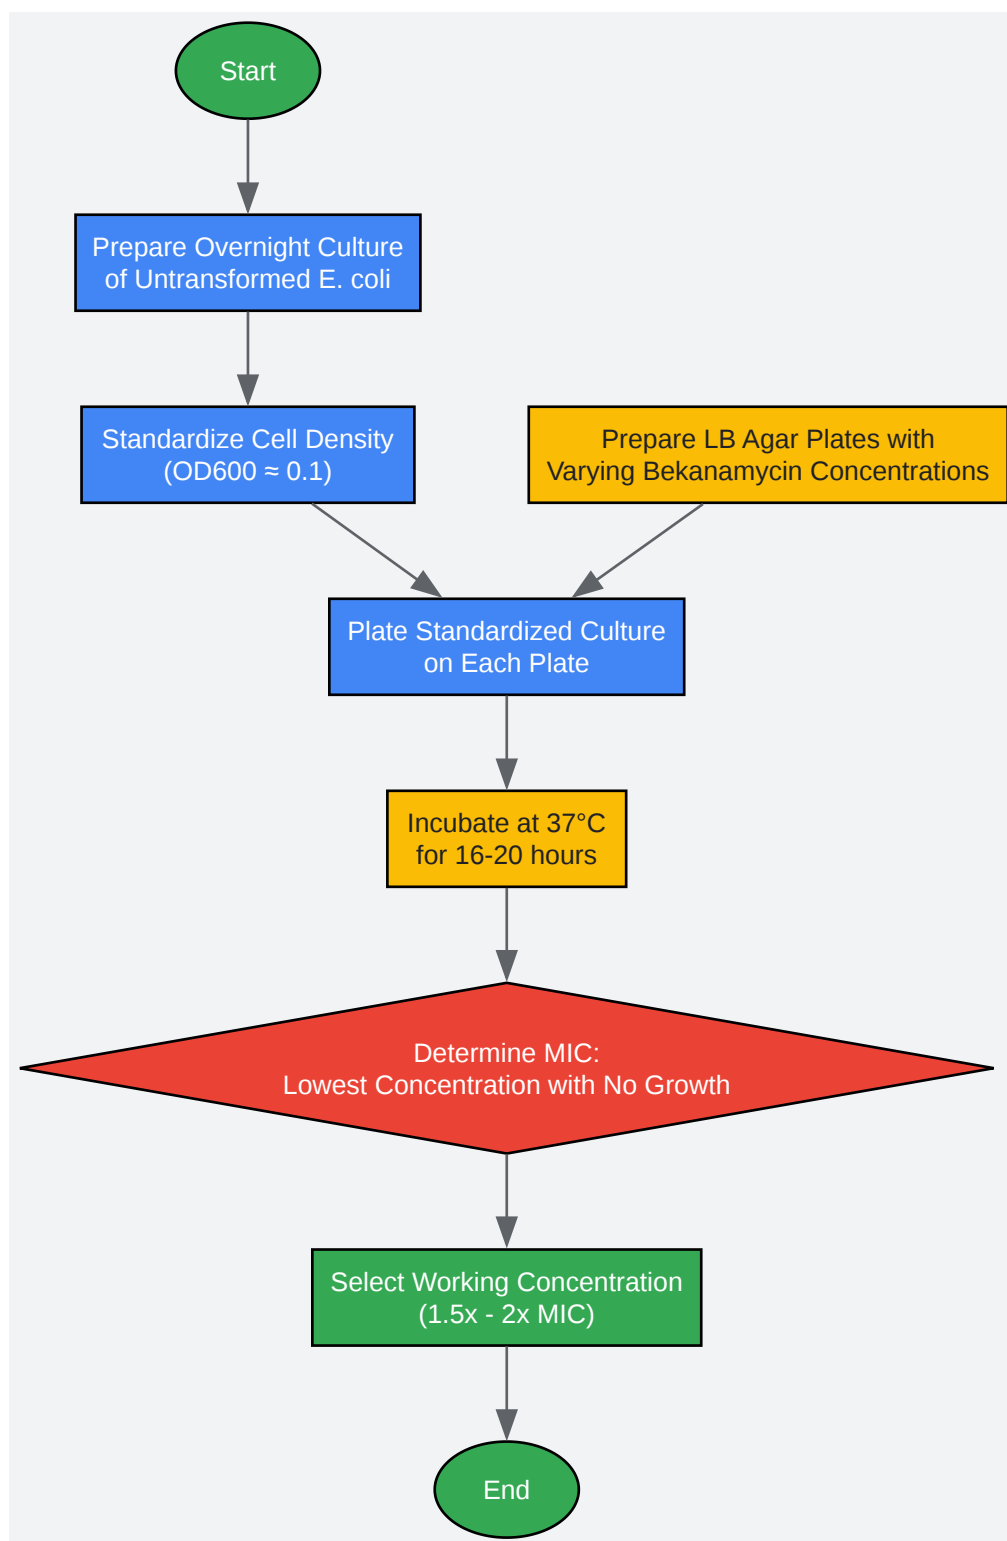 Start
Prepare Overnight Culture
of Untransformed E. coli
Standardize Cell Density
(OD600 ≈ 0.1)
Prepare LB Agar Plates with
Varying Bekanamycin Concentrations
Plate Standardized Culture
on Each Plate
Incubate at 37°C
for 16-20 hours
Determine MIC:
Lowest Concentration with No Growth
Select Working Concentration
(1.5x - 2x MIC)
End